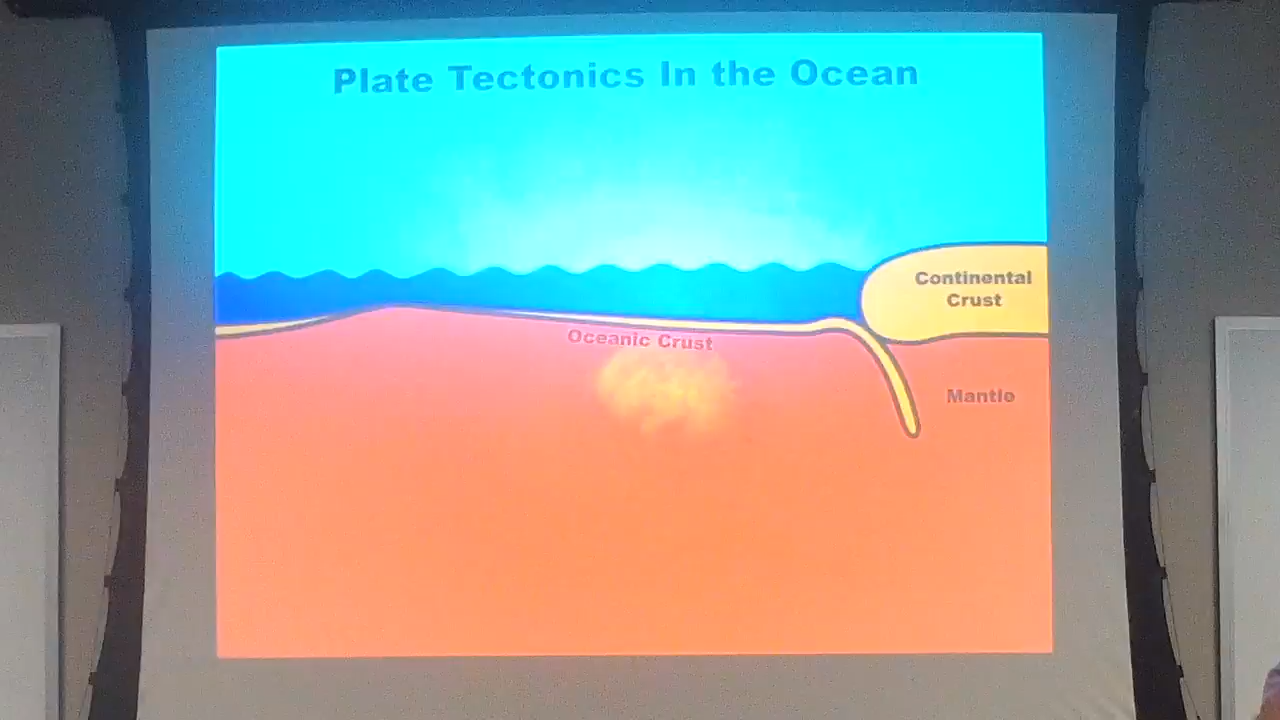 Plate Tectonics In the Ocean
Continental
Crust
Oceanic Crust
Mantle